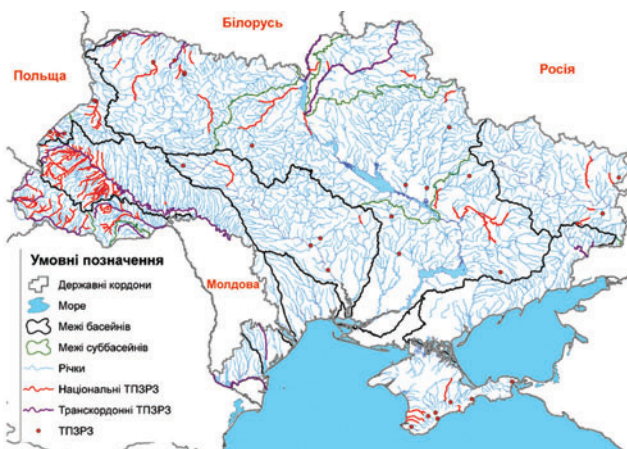 Білорусь
Польща
Росія
Молдова
Умовні позначення
Державні кордони
Море
Межі басейнів
Межі суббасейнів
Річки
Національні ТПЗРЗ
Транскордонні ТПЗРЗ
ТПЗРЗ